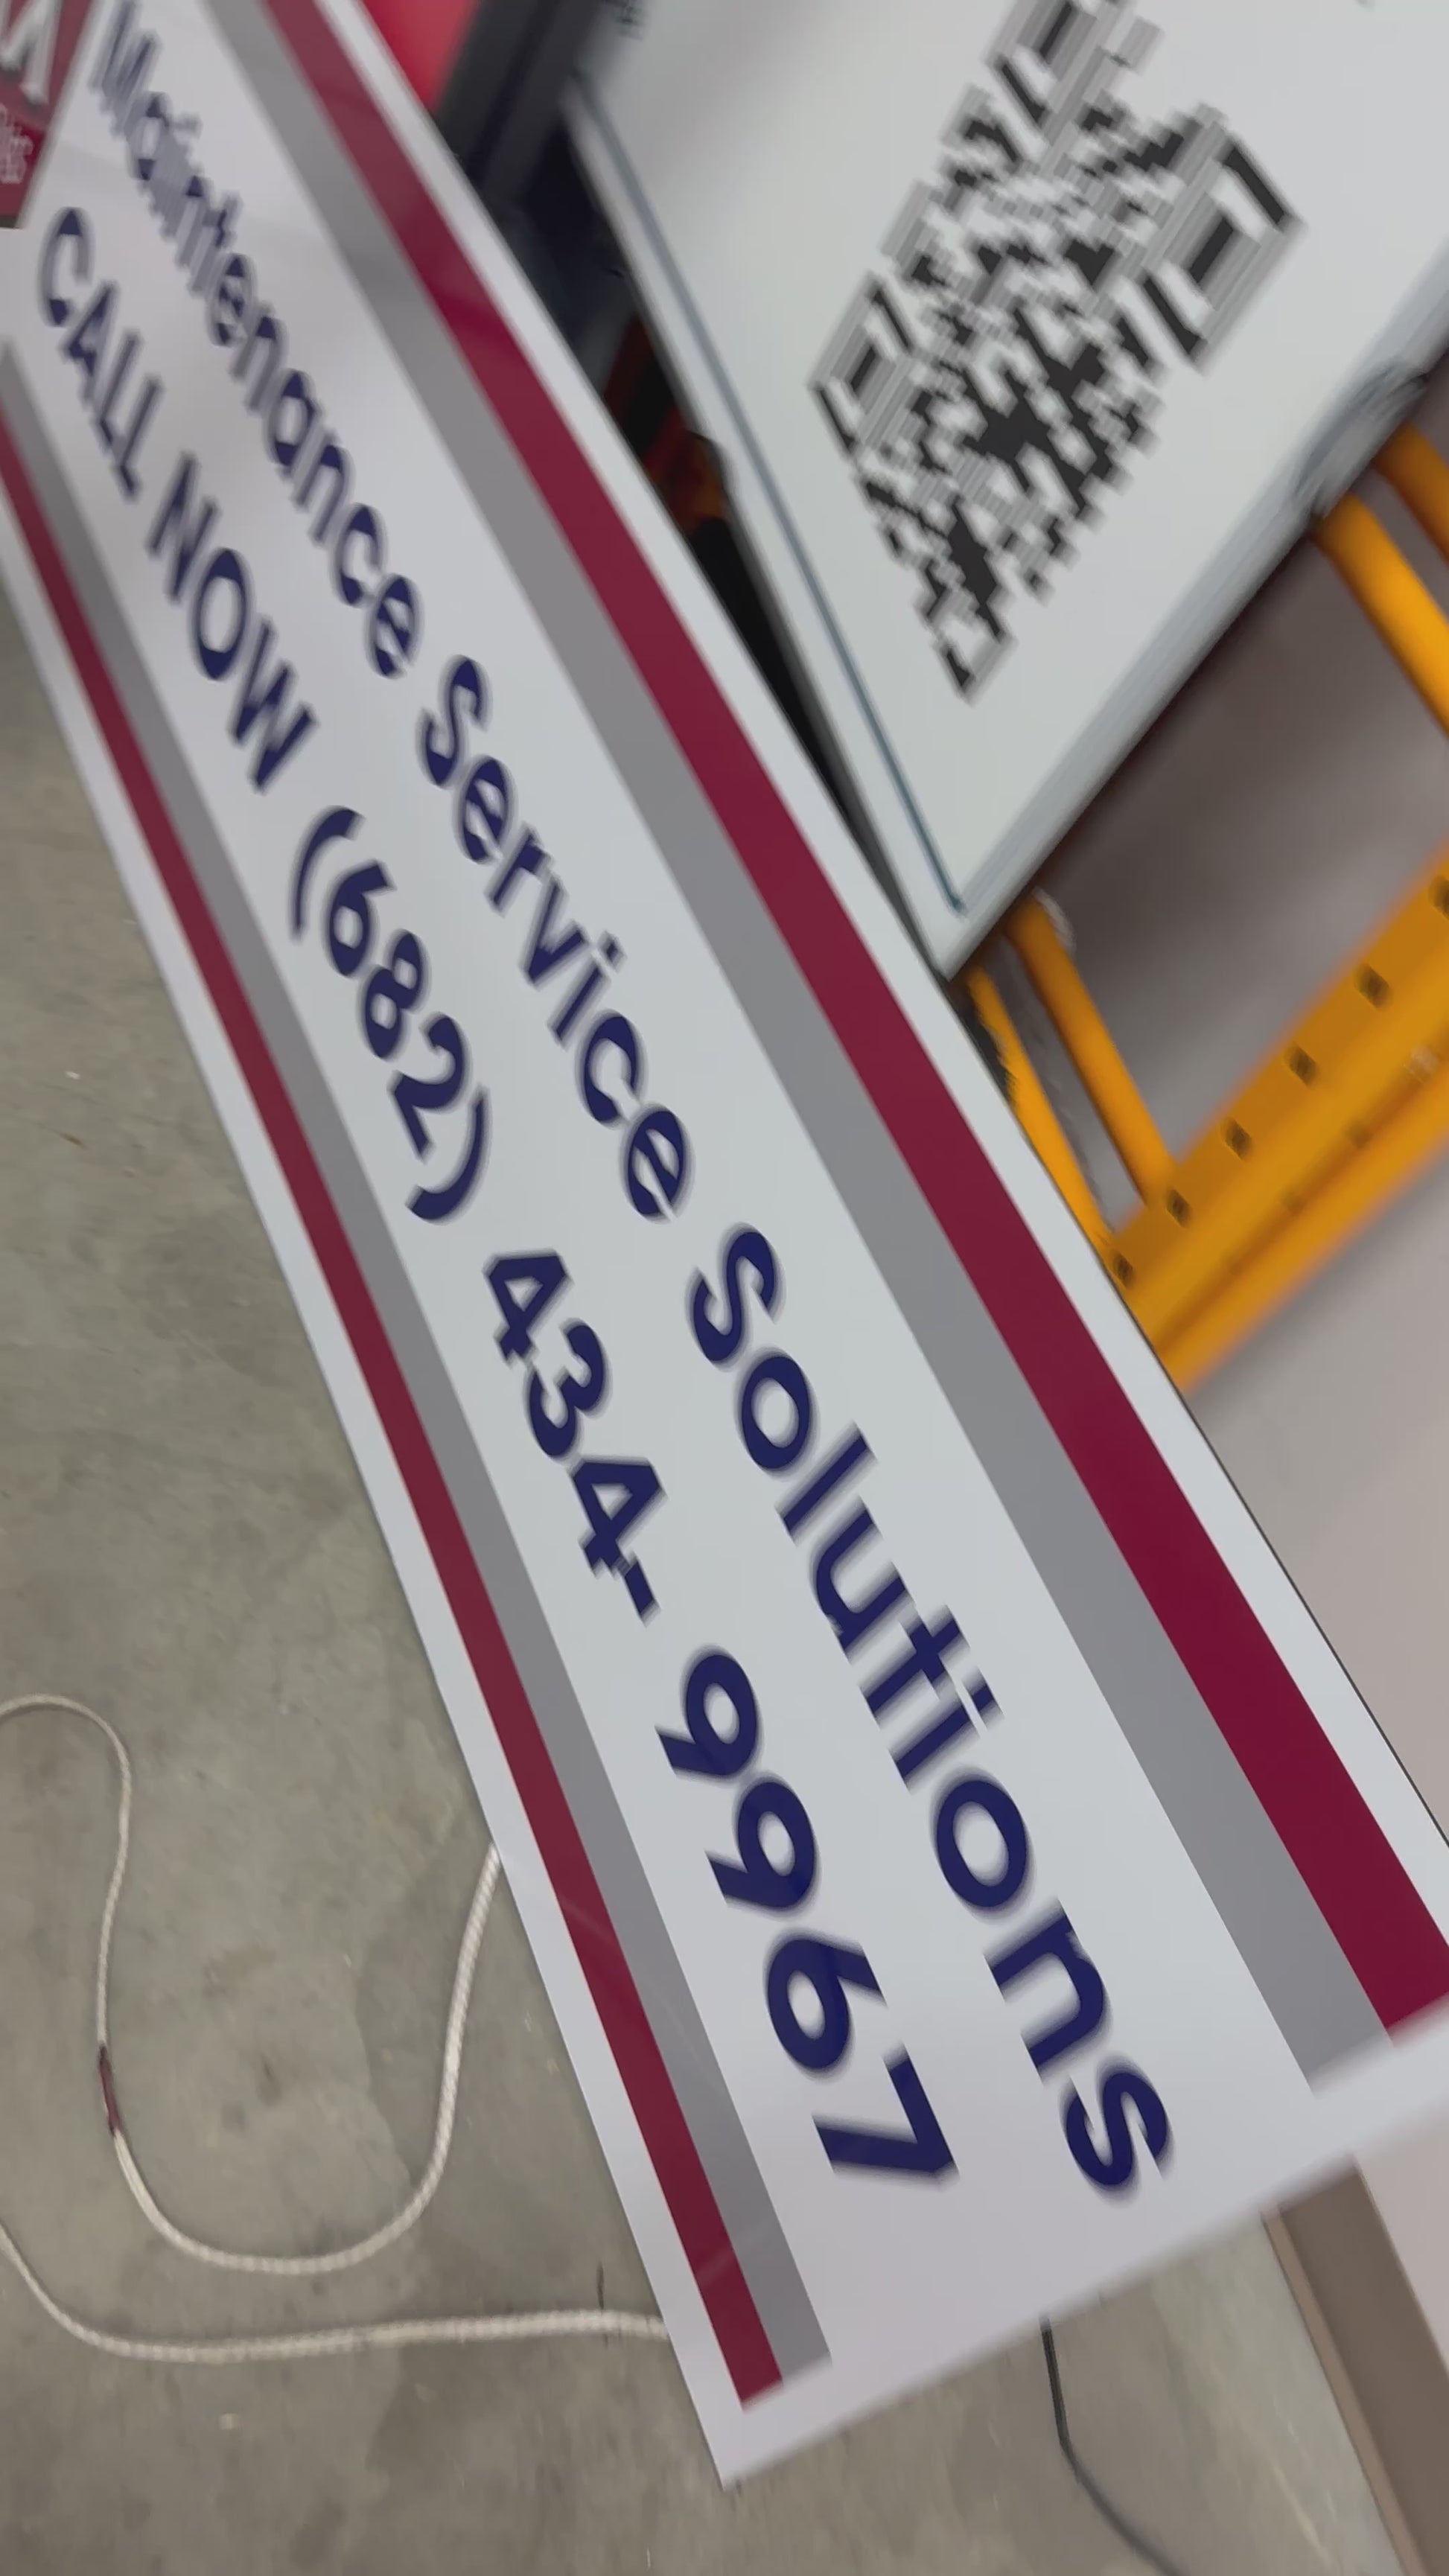 Maintenance Service Solutions
CALL NOW (682) 434- 9967